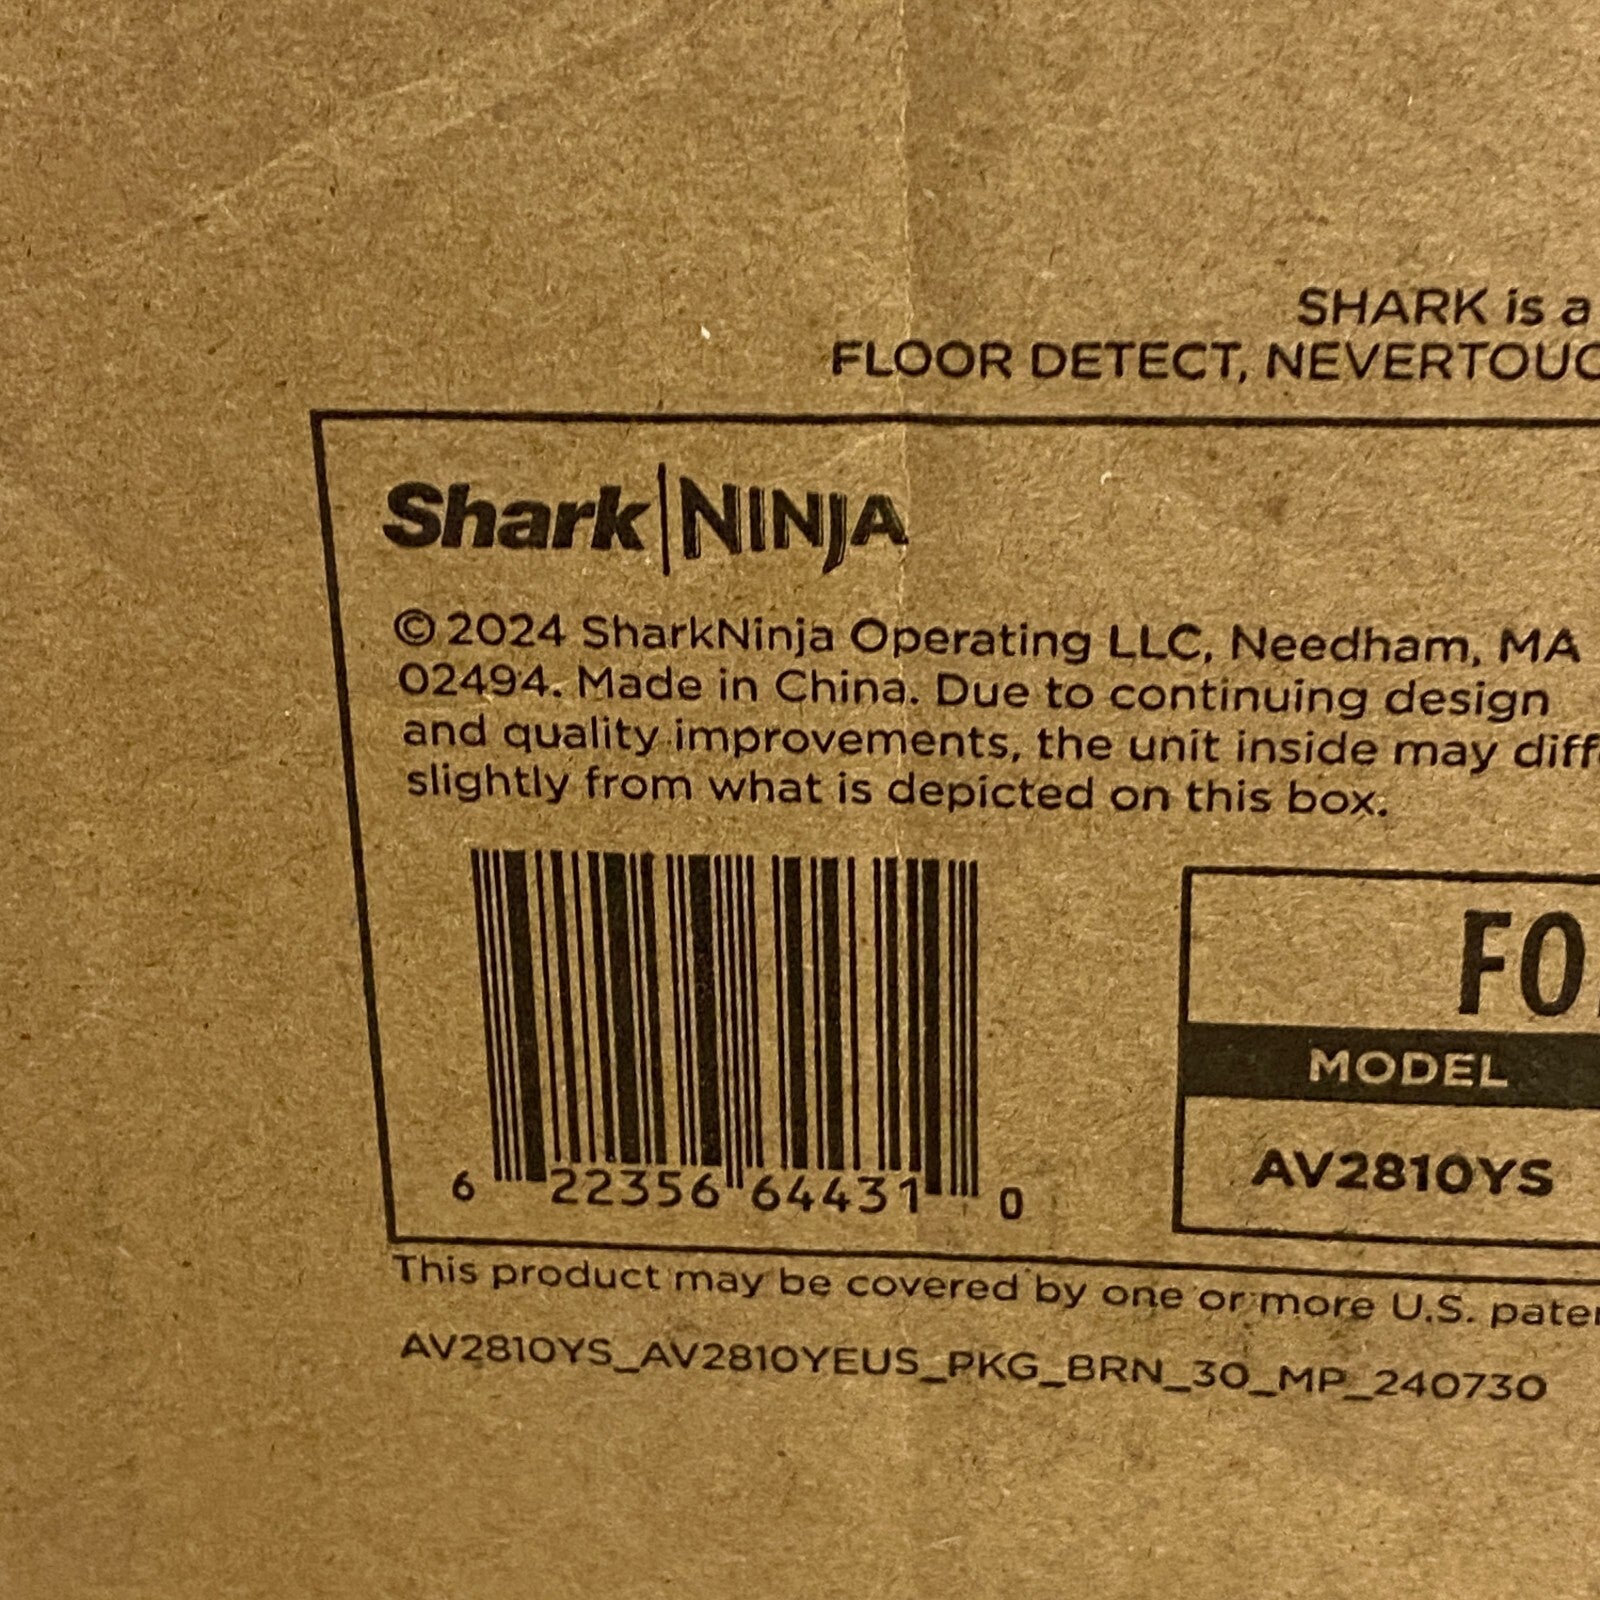 SHARK is a
FLOOR DETECT, NEVERTOUC
Shark|NINJA
© 2024 SharkNinja Operating LLC, Needham, MA
02494. Made in China. Due to continuing design
and quality improvements, the unit inside may diffe
slightly from what is depicted on this box.
FO
MODEL
AV2810YS
6 22356 64431 0
This product may be covered by one or more U.S. paten
AV2810YS_AV2810YEUS_PKG_BRN_30_MP_240730